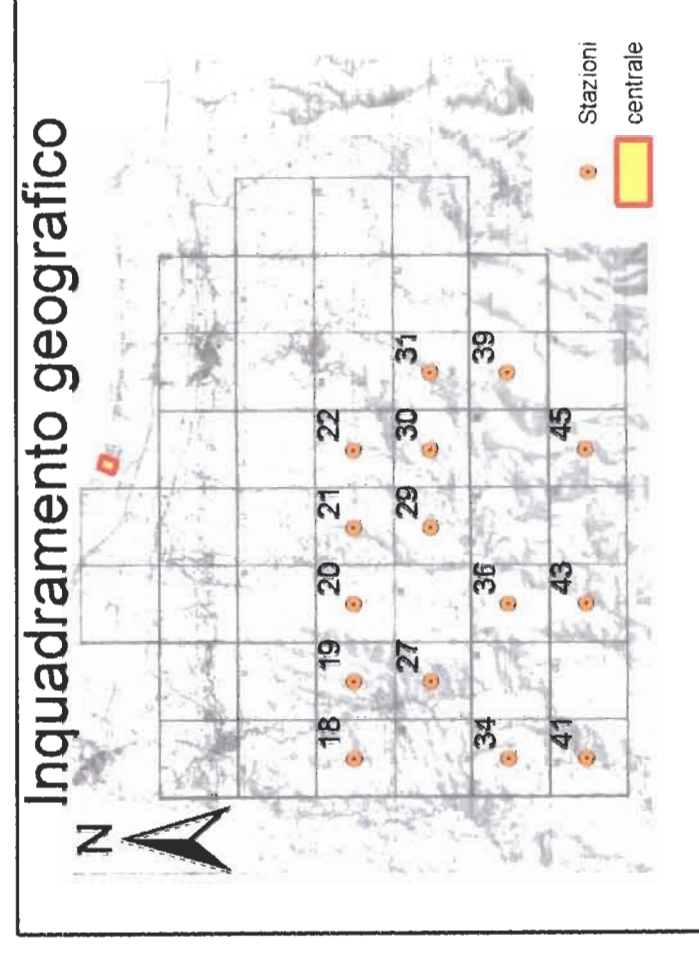 Inquadramento geografico
N
18 19 20 21 22
27 29 30 31
34 36 39
41 43 45
Stazioni
centrale